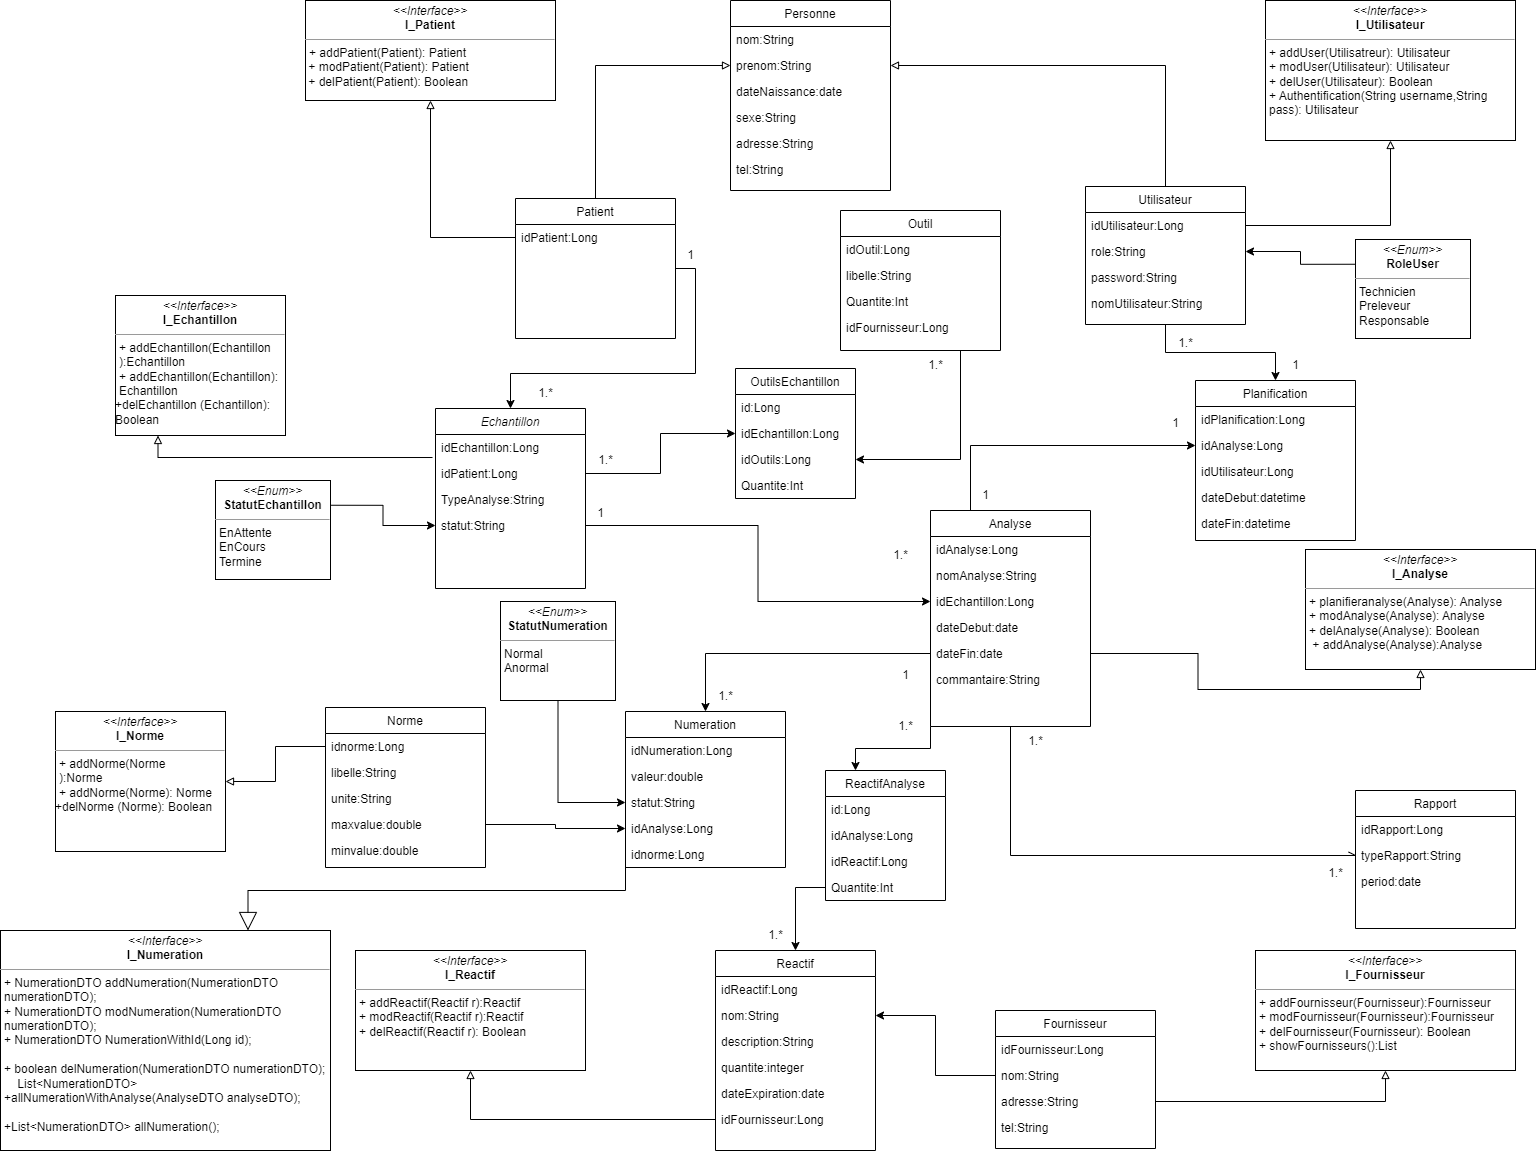 <<Interface>>
I_Patient
+ addPatient(Patient): Patient
+ modPatient(Patient): Patient
+ delPatient(Patient): Boolean
Personne
nom:String
prenom:String
dateNaissance:date
sexe:String
adresse:String
tel:String
<<Interface>>
I_Utilisateur
+ addUser(Utilisatreur): Utilisateur
+ modUser(Utilisateur): Utilisateur
+ delUser(Utilisateur): Boolean
+ Authentification(String username,String
pass): Utilisateur
Patient
idPatient:Long
1
Outil
idOutil:Long
libelle:String
Quantite:Int
idFournisseur:Long
1.*
Utilisateur
idUtilisateur:Long
role:String
password:String
nomUtilisateur:String
1.*
1
<<Enum>>
RoleUser
Technicien
Preleveur
Responsable
<<Interface>>
I_Echantillon
+ addEchantillon(Echantillon
):Echantillon
+ addEchantillon(Echantillon):
Echantillon
+delEchantillon (Echantillon):
Boolean
1.*
OutilsEchantillon
id:Long
idEchantillon:Long
idOutils:Long
Quantite:Int
Planification
idPlanification:Long
idAnalyse:Long
idUtilisateur:Long
dateDebut:datetime
dateFin:datetime
1
1
Echantillon
idEchantillon:Long
idPatient:Long
TypeAnalyse:String
statut:String
1.*
1
<<Enum>>
StatutEchantillon
EnAttente
EnCours
Termine
1.*
Analyse
idAnalyse:Long
nomAnalyse:String
idEchantillon:Long
dateDebut:date
dateFin:date
commantaire:String
1
1.*
1.*
<<Interface>>
I_Analyse
+ planifieranalyse(Analyse): Analyse
+ modAnalyse(Analyse): Analyse
+ delAnalyse(Analyse): Boolean
+ addAnalyse(Analyse):Analyse
<<Enum>>
StatutNumeration
Normal
Anormal
1.*
<<Interface>>
I_Norme
+ addNorme(Norme
):Norme
+ addNorme(Norme): Norme
+delNorme (Norme): Boolean
Norme
idnorme:Long
libelle:String
unite:String
maxvalue:double
minvalue:double
Numeration
idNumeration:Long
valeur:double
statut:String
idAnalyse:Long
idnorme:Long
ReactifAnalyse
id:Long
idAnalyse:Long
idReactif:Long
Quantite:Int
1.*
Rapport
idRapport:Long
typeRapport:String
period:date
1.*
<<Interface>>
I_Numeration
+ NumerationDTO addNumeration(NumerationDTO
numerationDTO);
+ NumerationDTO modNumeration(NumerationDTO
numerationDTO);
+ NumerationDTO NumerationWithId(Long id);
+ boolean delNumeration(NumerationDTO numerationDTO);
List<NumerationDTO>
+allNumerationWithAnalyse(AnalyseDTO analyseDTO);
+List<NumerationDTO> allNumeration();
<<Interface>>
I_Reactif
+ addReactif(Reactif r):Reactif
+ modReactif(Reactif r):Reactif
+ delReactif(Reactif r): Boolean
Reactif
idReactif:Long
nom:String
description:String
quantite:integer
dateExpiration:date
idFournisseur:Long
Fournisseur
idFournisseur:Long
nom:String
adresse:String
tel:String
<<Interface>>
I_Fournisseur
+ addFournisseur(Fournisseur):Fournisseur
+ modFournisseur(Fournisseur):Fournisseur
+ delFournisseur(Fournisseur): Boolean
+ showFournisseurs():List